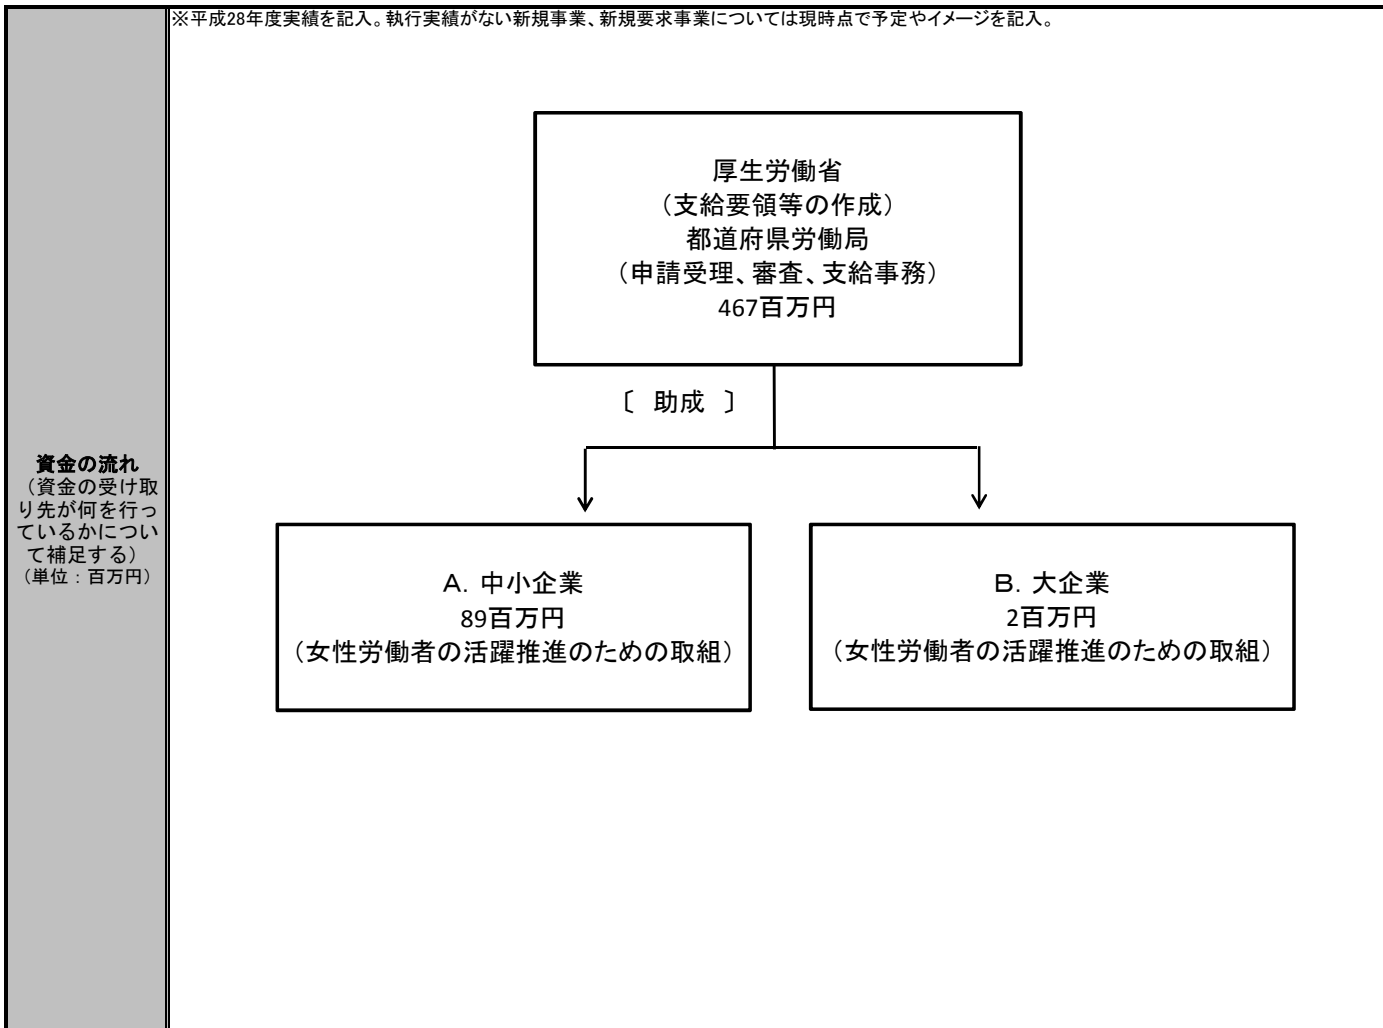 ※平成28年度実績を記入。執行実績がない新規事業、新規要求事業については現時点で予定やイメージを記入。
厚生労働省
（支給要領等の作成）
都道府県労働局
（申請受理、審査、支給事務）
467百万円
〔　助成　〕
資金の流れ
（資金の受け取
り先が何を行っ
ているかについ
て補足する）
（単位：百万円）
A．中小企業
89百万円
（女性労働者の活躍推進のための取組）
B．大企業
2百万円
（女性労働者の活躍推進のための取組）